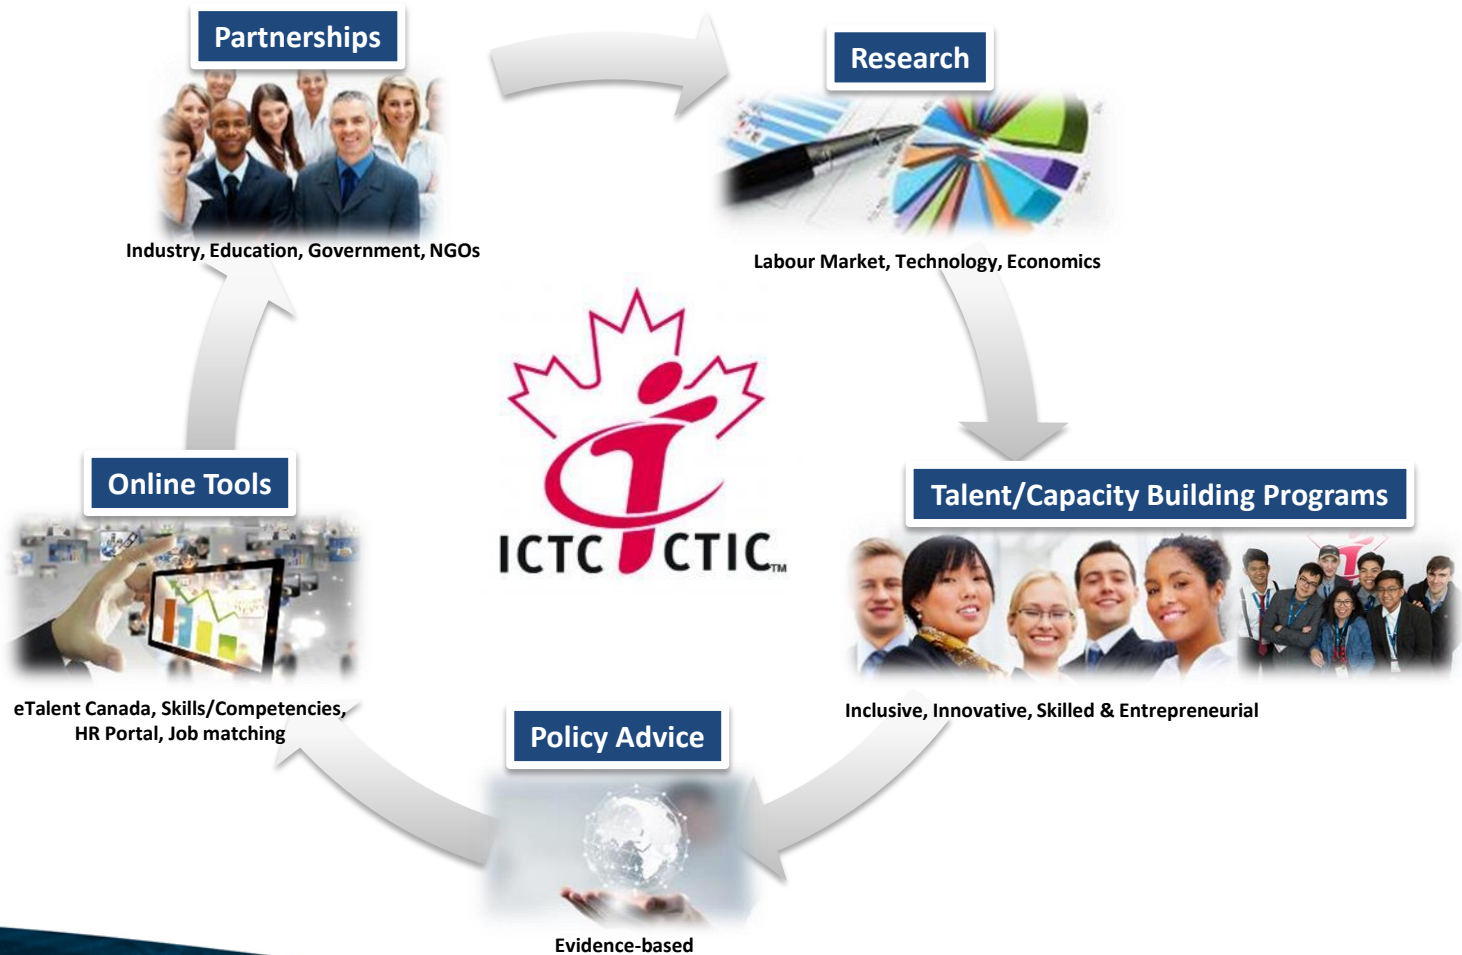 Partnerships
Industry, Education, Government, NGOs
Research
Labour Market, Technology, Economics
Talent/Capacity Building Programs
Inclusive, Innovative, Skilled & Entrepreneurial
Policy Advice
Evidence-based
Online Tools
eTalent Canada, Skills/Competencies,
HR Portal, Job matching
ICTC CTIC™